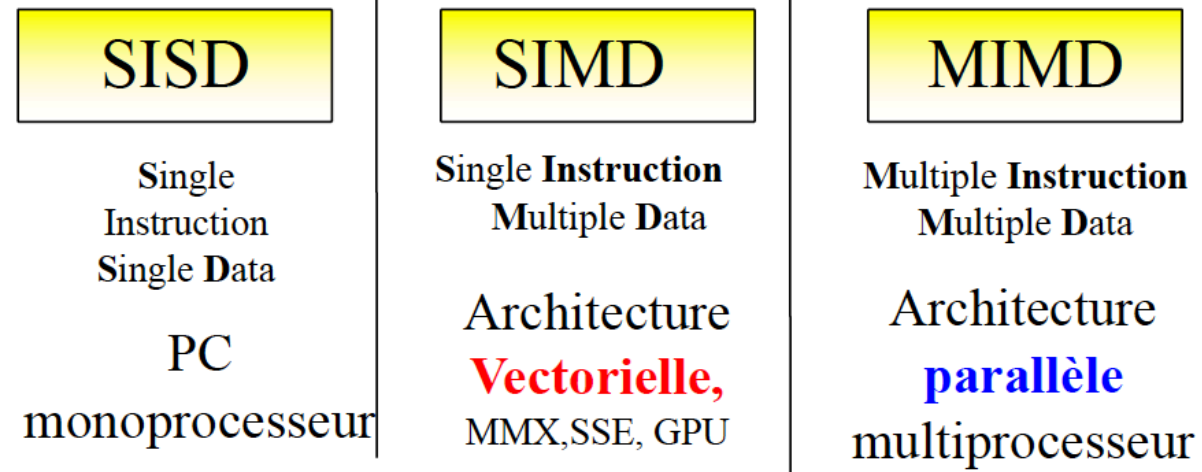 SISD
Single
Instruction
Single Data
PC
monoprocesseur
SIMD
Single Instruction
Multiple Data
Architecture
Vectorielle,
MMX,SSE, GPU
MIMD
Multiple Instruction
Multiple Data
Architecture
parallèle
multiprocesseur